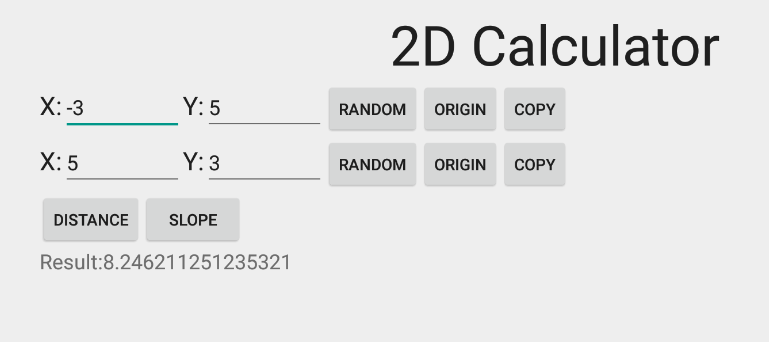 2D Calculator
X: -3 Y: 5 RANDOM ORIGIN COPY
X: 5 Y: 3 RANDOM ORIGIN COPY
DISTANCE SLOPE
Result:8.246211251235321